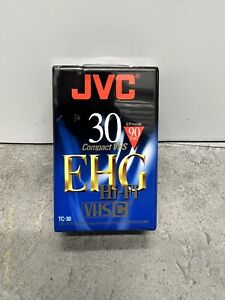 JVC
30
EP mode
90
Compact VHS
EHG
Hi-Fi
VHS C
TC-30